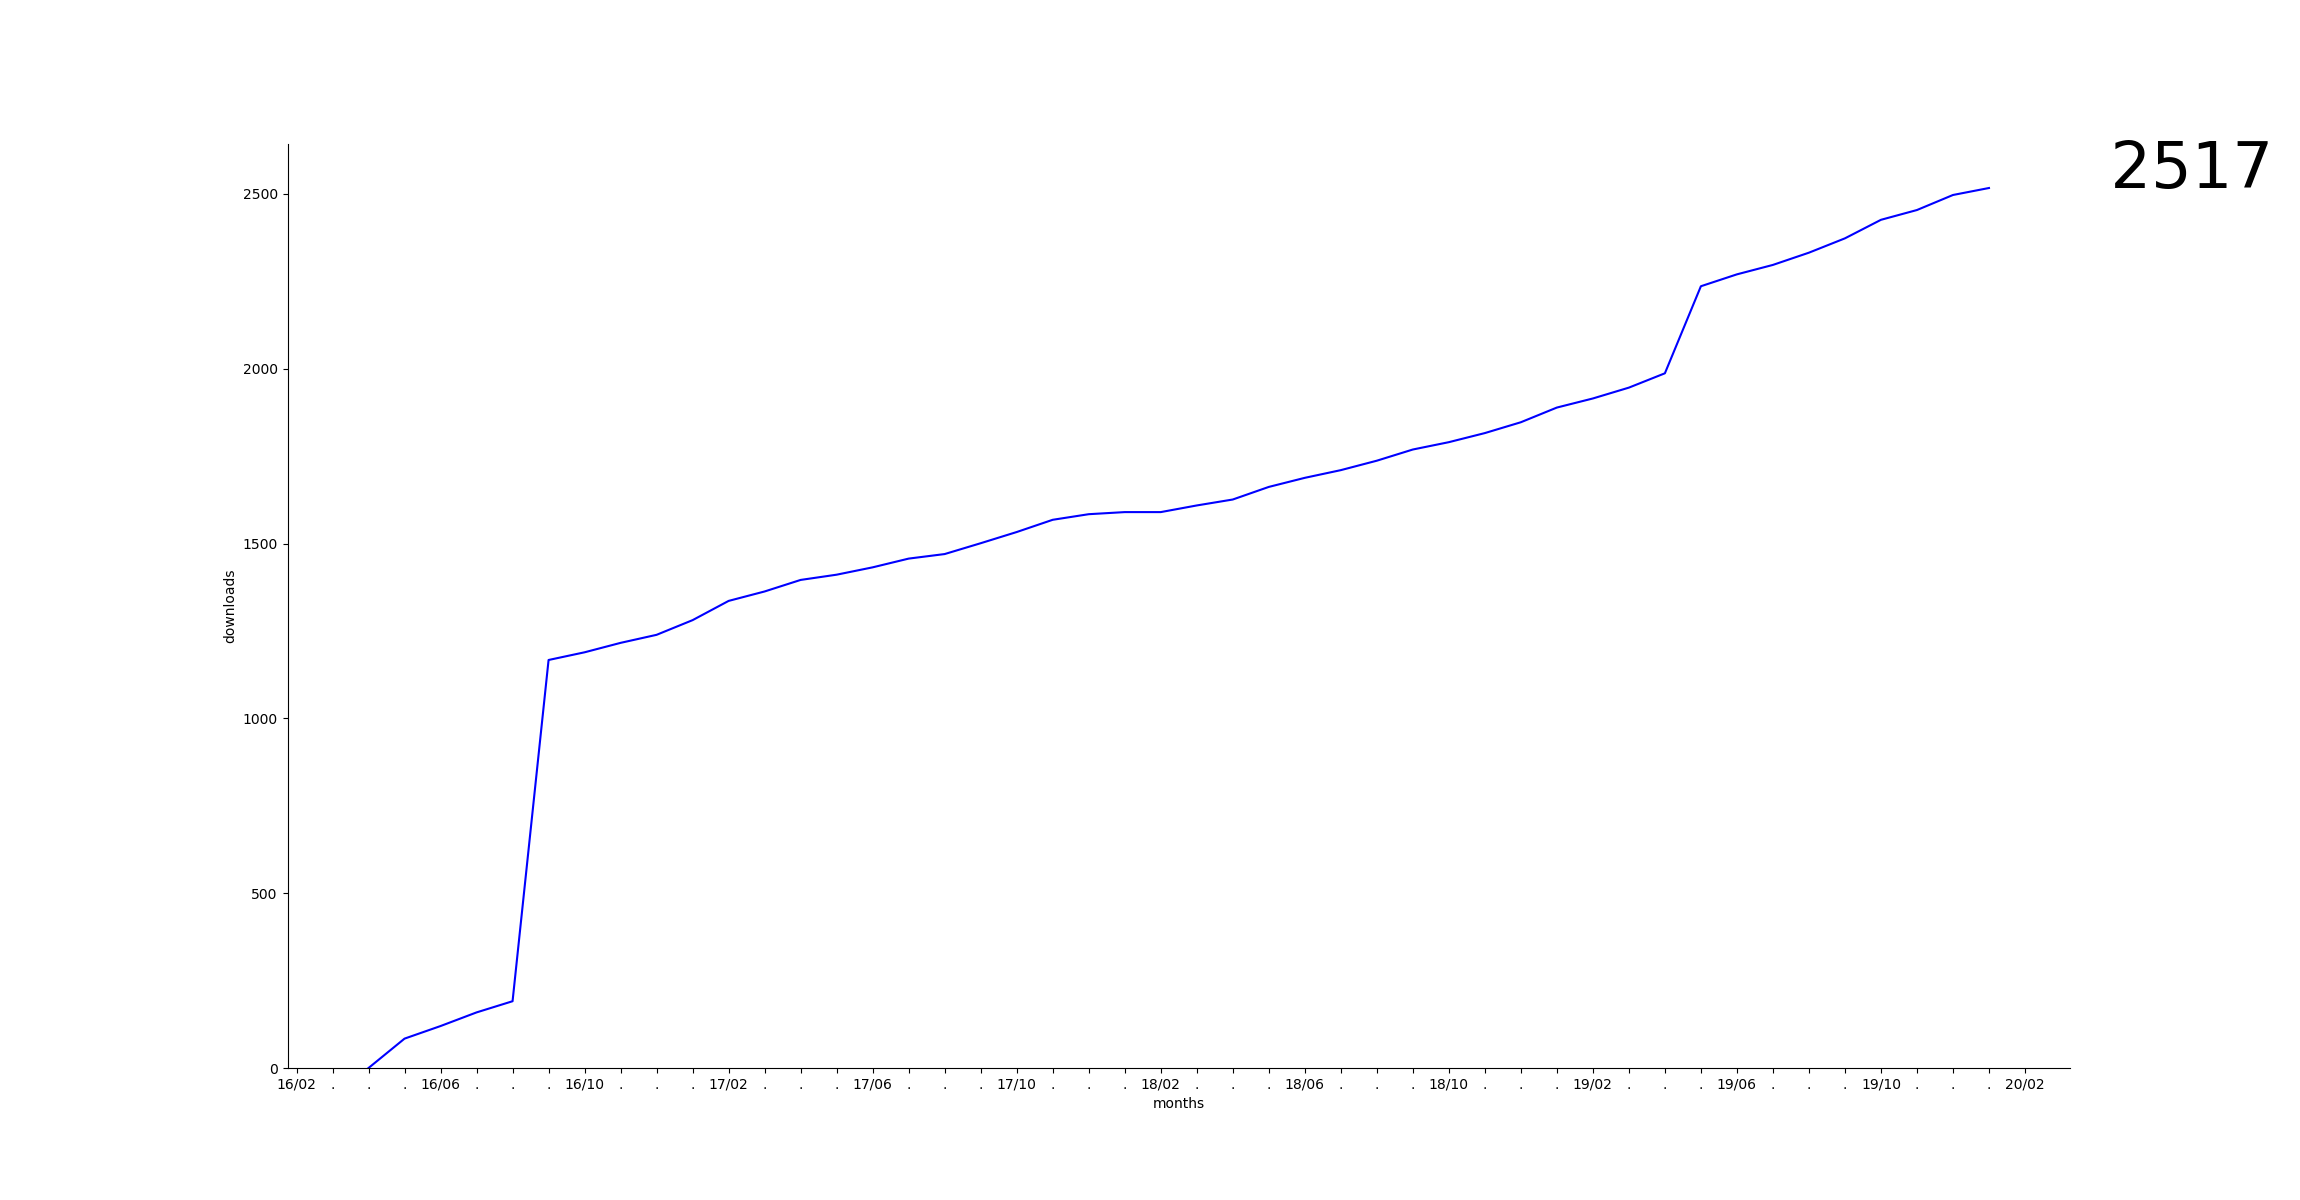 2517
2500
2000
1500
1000
500
0
downloads
16/02 . . . 16/06 . . . 16/10 . . . 17/02 . . . 17/06 . . . 17/10 . . . 18/02 . . . 18/06 . . . 18/10 . . . 19/02 . . . 19/06 . . . 19/10 . . . 20/02
months